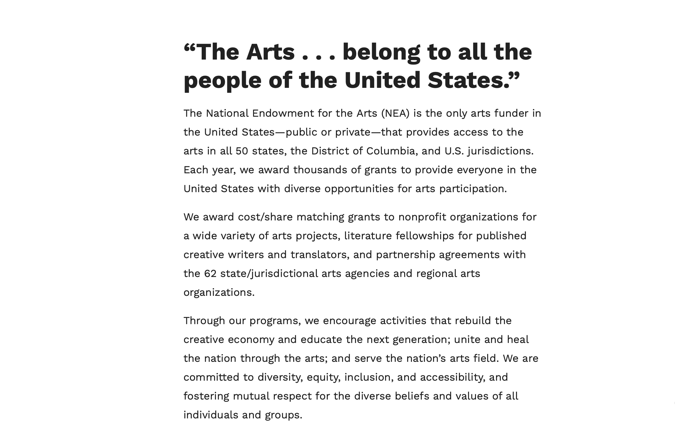 “The Arts . . . belong to all the
people of the United States.”
The National Endowment for the Arts (NEA) is the only arts funder in
the United States—public or private—that provides access to the
arts in all 50 states, the District of Columbia, and U.S. jurisdictions.
Each year, we award thousands of grants to provide everyone in the
United States with diverse opportunities for arts participation.
We award cost/share matching grants to nonprofit organizations for
a wide variety of arts projects, literature fellowships for published
creative writers and translators, and partnership agreements with
the 62 state/jurisdictional arts agencies and regional arts
organizations.
Through our programs, we encourage activities that rebuild the
creative economy and educate the next generation; unite and heal
the nation through the arts; and serve the nation’s arts field. We are
committed to diversity, equity, inclusion, and accessibility, and
fostering mutual respect for the diverse beliefs and values of all
individuals and groups.